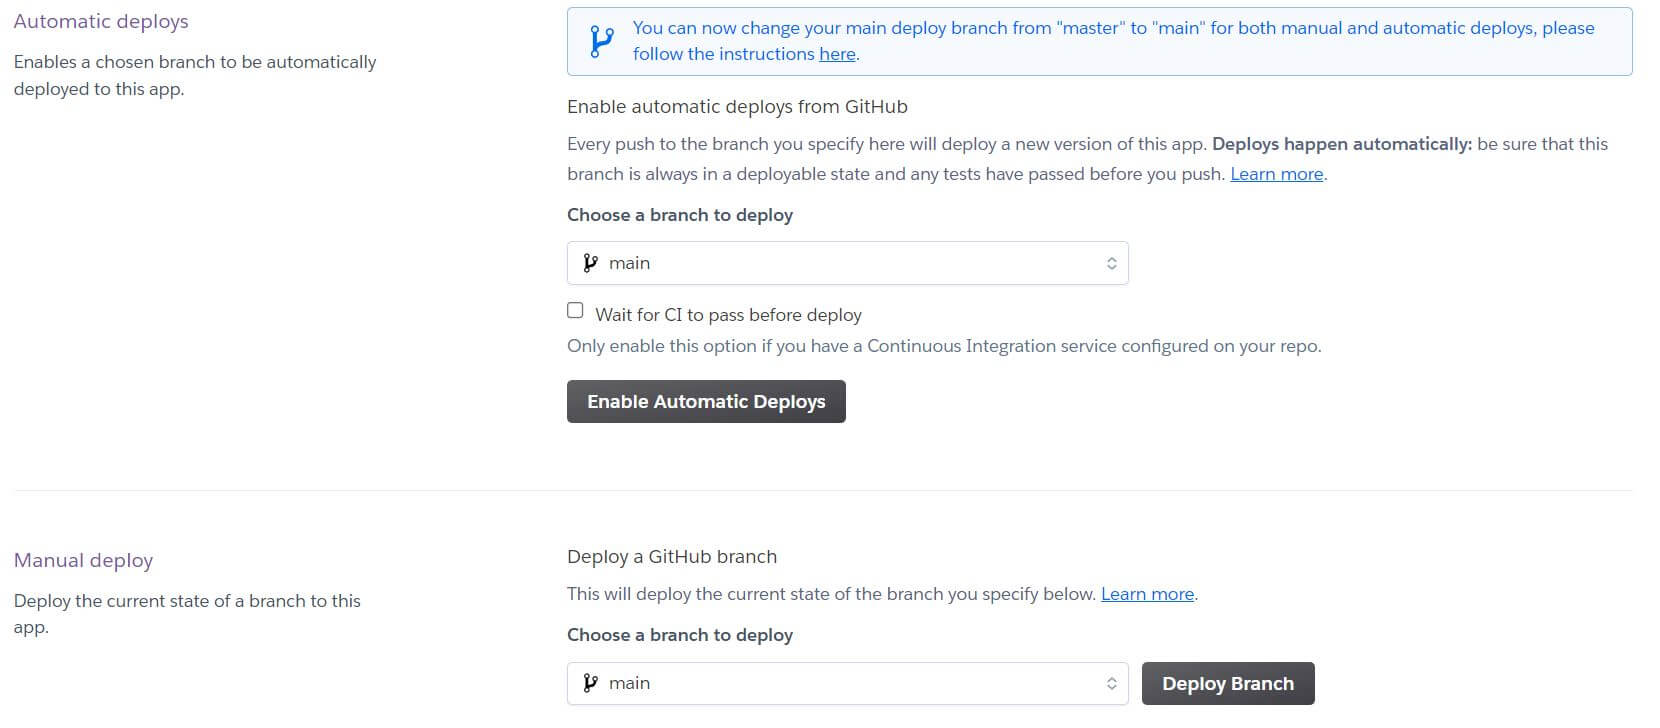 Automatic deploys
Enables a chosen branch to be automatically
deployed to this app.
You can now change your main deploy branch from "master" to "main" for both manual and automatic deploys, please
follow the instructions here.
Enable automatic deploys from GitHub
Every push to the branch you specify here will deploy a new version of this app. Deploys happen automatically: be sure that this
branch is always in a deployable state and any tests have passed before you push. Learn more.
Choose a branch to deploy
main
Wait for CI to pass before deploy
Only enable this option if you have a Continuous Integration service configured on your repo.
Enable Automatic Deploys
Manual deploy
Deploy the current state of a branch to this
app.
Deploy a GitHub branch
This will deploy the current state of the branch you specify below. Learn more.
Choose a branch to deploy
main
Deploy Branch